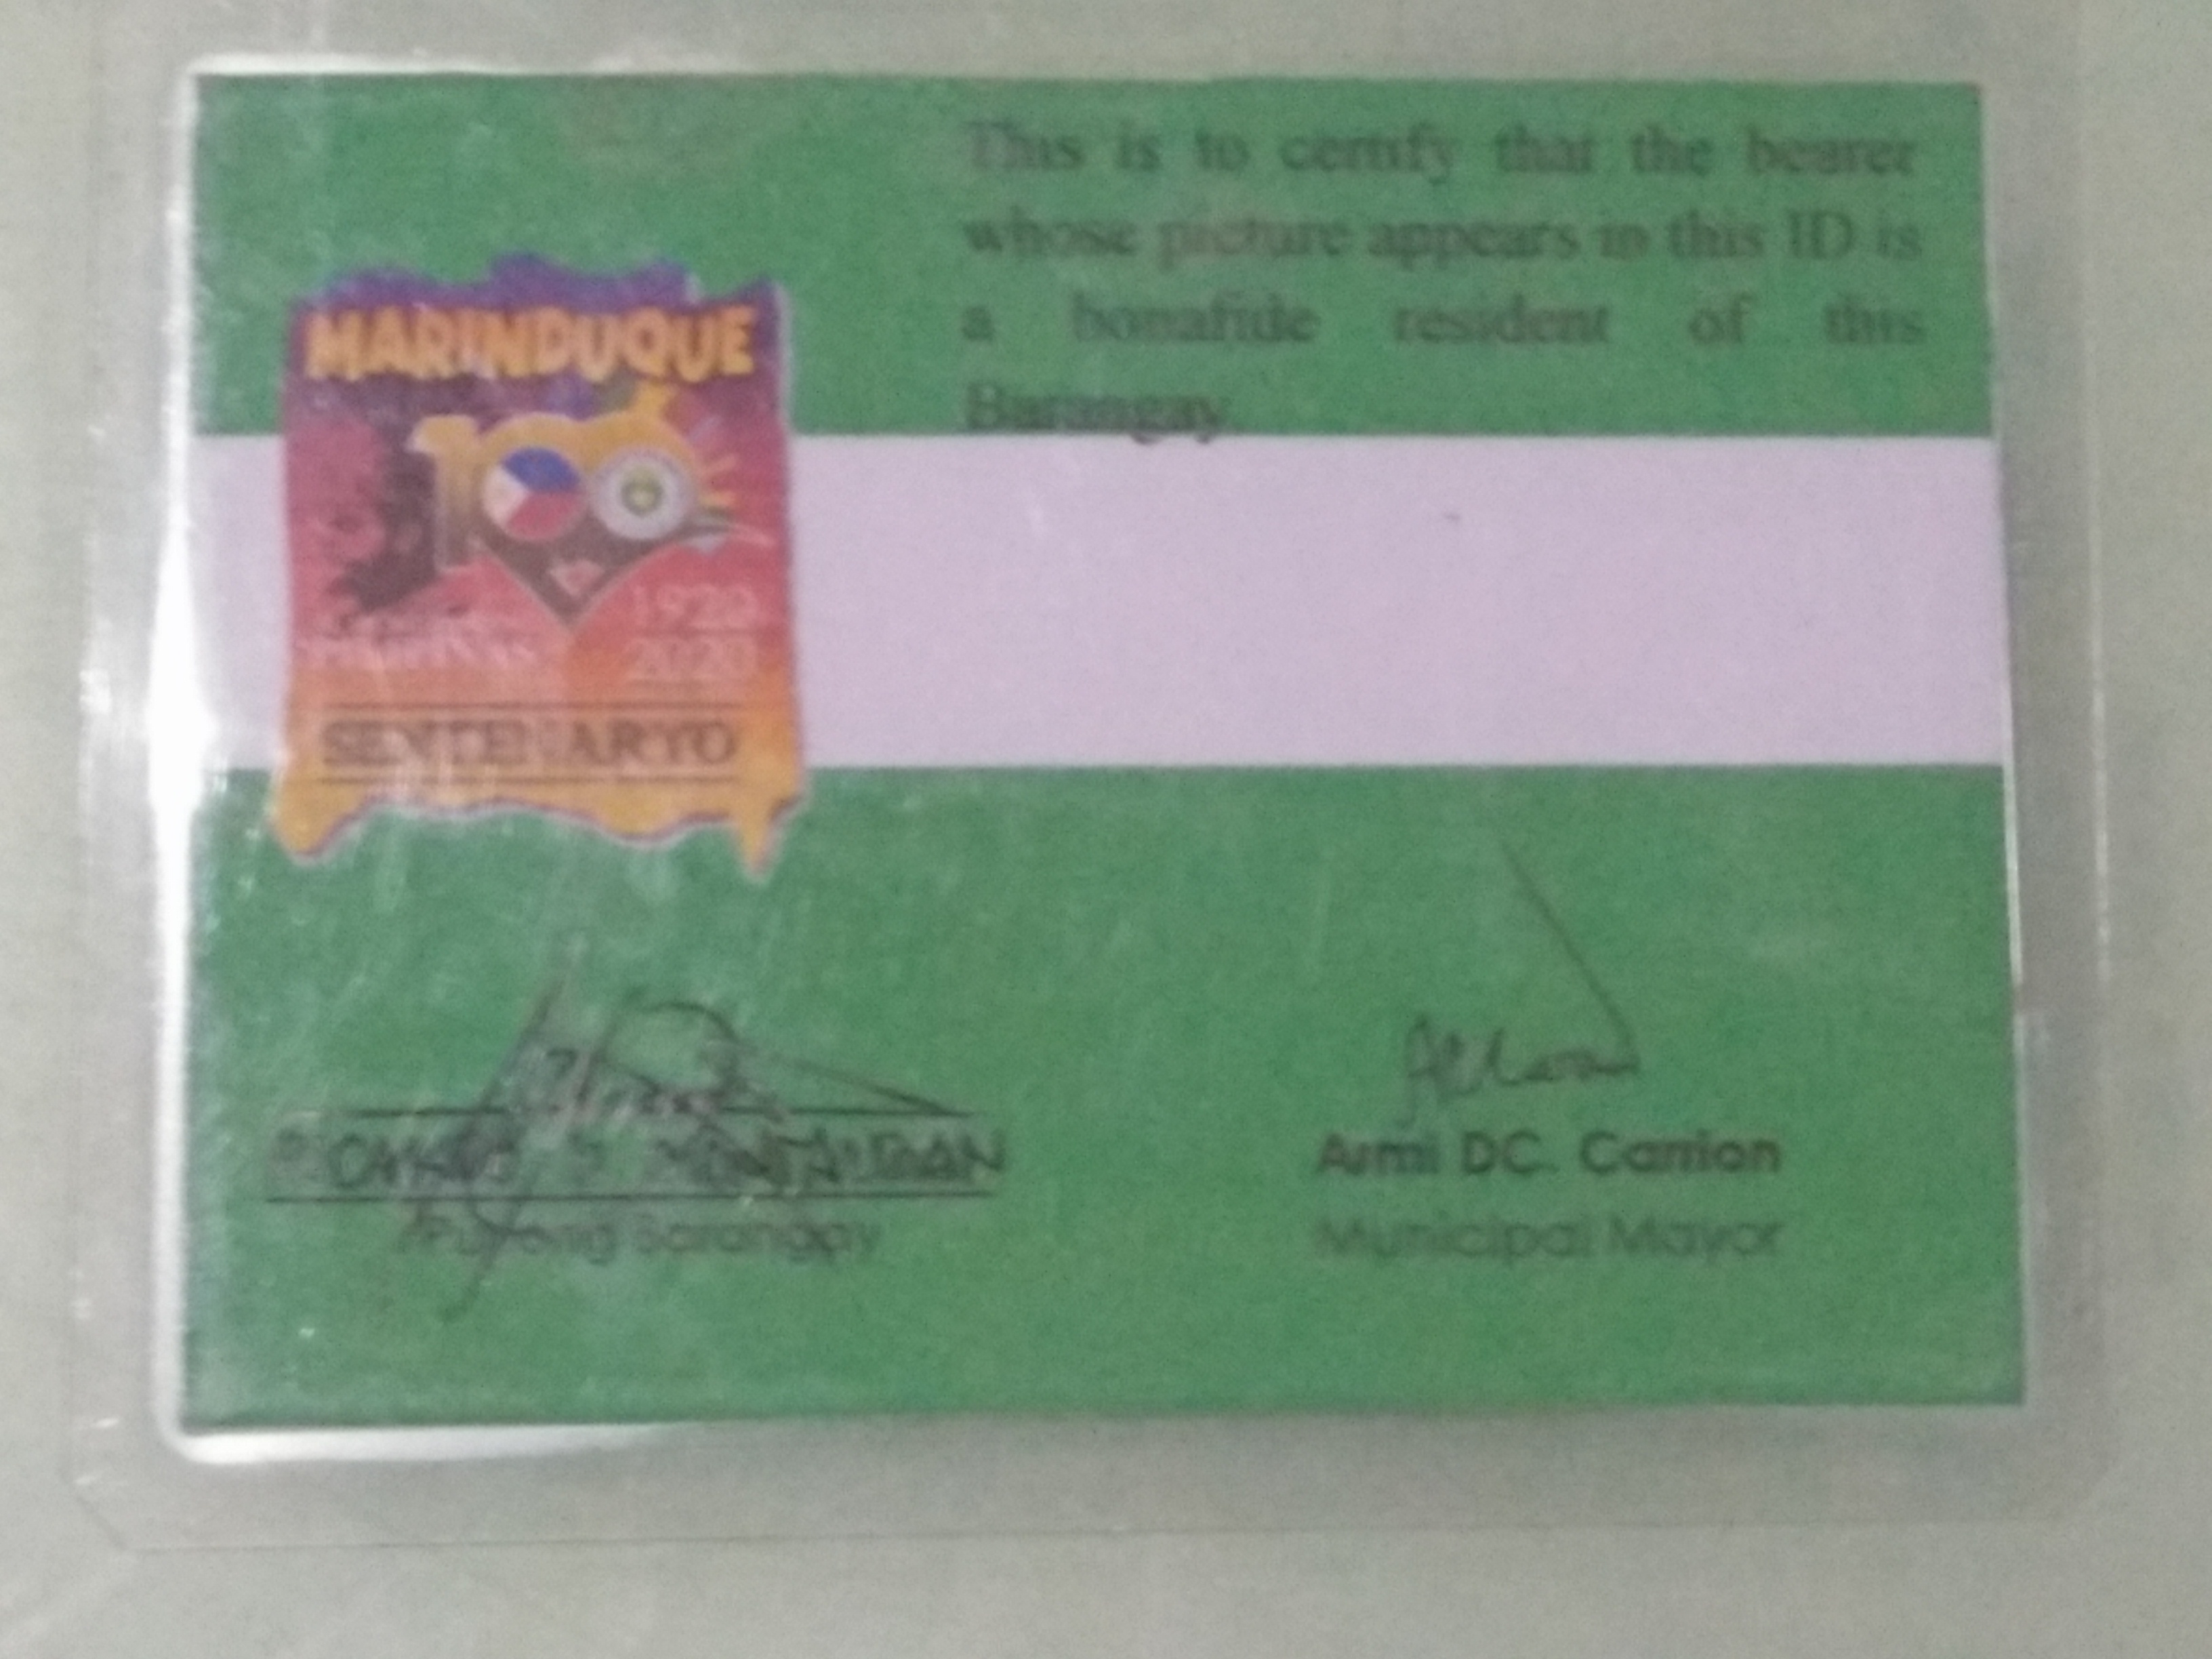 This is to certify that the bearer
whose picture appears in this ID is
a bonafide resident of this
Barangay
MARINDUQUE
100
1920
2020
SENTENARYO
Punong Barangay
Armi DC. Carrion
Municipal Mayor